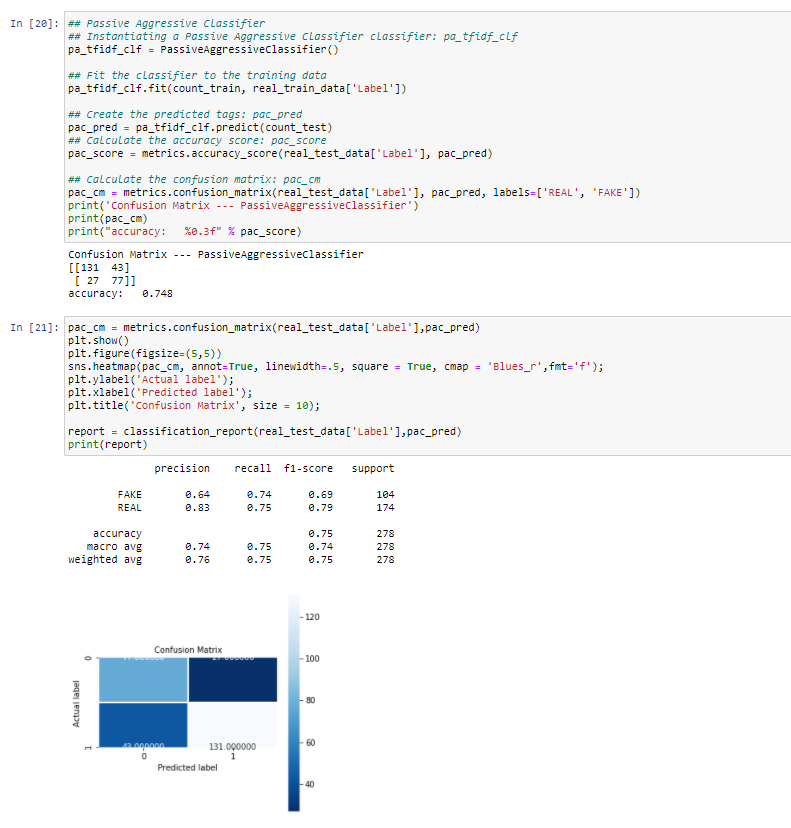 In [20]: ## Passive Aggressive Classifier
## Instantiating a Passive Aggressive Classifier classifier: pa_tfidf_clf
pa_tfidf_clf = PassiveAggressiveClassifier()
## Fit the classifier to the training data
pa_tfidf_clf.fit(count_train, real_train_data['Label'])
## Create the predicted tags: pac_pred
pac_pred = pa_tfidf_clf.predict(count_test)
## Calculate the accuracy score: pac_score
pac_score = metrics.accuracy_score(real_test_data['Label'], pac_pred)
## Calculate the confusion matrix: pac_cm
pac_cm = metrics.confusion_matrix(real_test_data['Label'], pac_pred, labels=['REAL', 'FAKE'])
print('Confusion Matrix --- PassiveAggressiveClassifier')
print(pac_cm)
print("accuracy:   %0.3f" % pac_score)
Confusion Matrix --- PassiveAggressiveClassifier
[[131  43]
 [ 27  77]]
accuracy:   0.748
In [21]: pac_cm = metrics.confusion_matrix(real_test_data['Label'],pac_pred)
plt.show()
plt.figure(figsize=(5,5))
sns.heatmap(pac_cm, annot=True, linewidth=.5, square = True, cmap = 'Blues_r',fmt='f');
plt.ylabel('Actual label');
plt.xlabel('Predicted label');
plt.title('Confusion Matrix', size = 10);
report = classification_report(real_test_data['Label'],pac_pred)
print(report)
precision recall f1-score support
FAKE 0.64 0.74 0.69 104
REAL 0.83 0.75 0.79 174
accuracy 0.75 278
macro avg 0.74 0.75 0.74 278
weighted avg 0.76 0.75 0.75 278
Confusion Matrix
0
77.000000 27.000000
Actual label
1
43.000000 131.000000
0 1
Predicted label
120
100
80
60
40